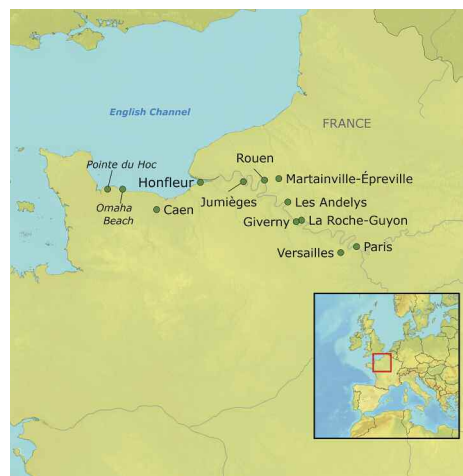 English Channel
FRANCE
Pointe du Hoc
Rouen
Honfleur
Martainville-Épreville
Omaha
Beach
Caen
Jumièges
Les Andelys
Giverny
La Roche-Guyon
Versailles
Paris